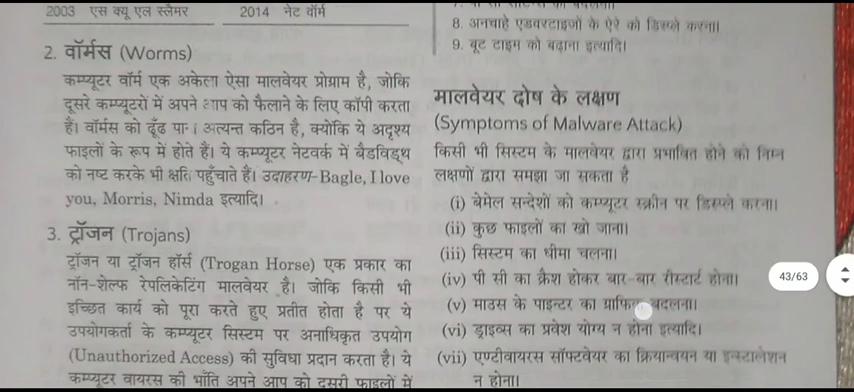 2003 एस क्यू एल स्लैमर 2014 नेट वॉर्म
2. वॉर्मस (Worms)
कम्प्यूटर वॉर्म एक अकेला ऐसा मालवेयर प्रोग्राम है, जोकि
दूसरे कम्प्यूटरों में अपने आप को फैलाने के लिए कॉपी करता
है। वॉर्मस को ढूँढ पाना अत्यन्त कठिन है, क्योंकि ये अदृश्य
फाइलों के रूप में होते हैं। ये कम्प्यूटर नेटवर्क में बैडविड्थ
को नष्ट करके भी क्षति पहुँचाते हैं। उदाहरण-Bagle, I love
you, Morris, Nimda इत्यादि।
3. ट्रॉजन (Trojans)
ट्रॉजन या ट्रॉजन हॉर्स (Trogan Horse) एक प्रकार का
नॉन-शेल्फ रेपलिकेटिंग मालवेयर है। जोकि किसी भी
इच्छित कार्य को पूरा करते हुए प्रतीत होता है पर ये
उपयोगकर्ता के कम्प्यूटर सिस्टम पर अनाधिकृत उपयोग
(Unauthorized Access) की सुविधा प्रदान करता है। ये
कम्प्यूटर वायरस की भाँति अपने आप को दूसरी फाइलों में
8. अनचाहे एडवरटाइजों के ऐरे को डिस्प्ले करना।
9. बूट टाइम को बढ़ाना इत्यादि।
मालवेयर दोष के लक्षण
(Symptoms of Malware Attack)
किसी भी सिस्टम के मालवेयर द्वारा प्रभावित होने को निम्न
लक्षणों द्वारा समझा जा सकता है
(i) बेमेल सन्देशों को कम्प्यूटर स्क्रीन पर डिस्प्ले करना।
(ii) कुछ फाइलों का खो जाना।
(iii) सिस्टम का धीमा चलना।
(iv) पी सी का क्रैश होकर बार-बार रीस्टार्ट होना।
(v) माउस के पाइन्टर का ग्राफिक बदलना।
(vi) ड्राइव्स का प्रवेश योग्य न होना इत्यादि।
(vii) एण्टीवायरस सॉफ्टवेयर का क्रियान्वयन या इन्स्टालेशन
न होना।
43/63